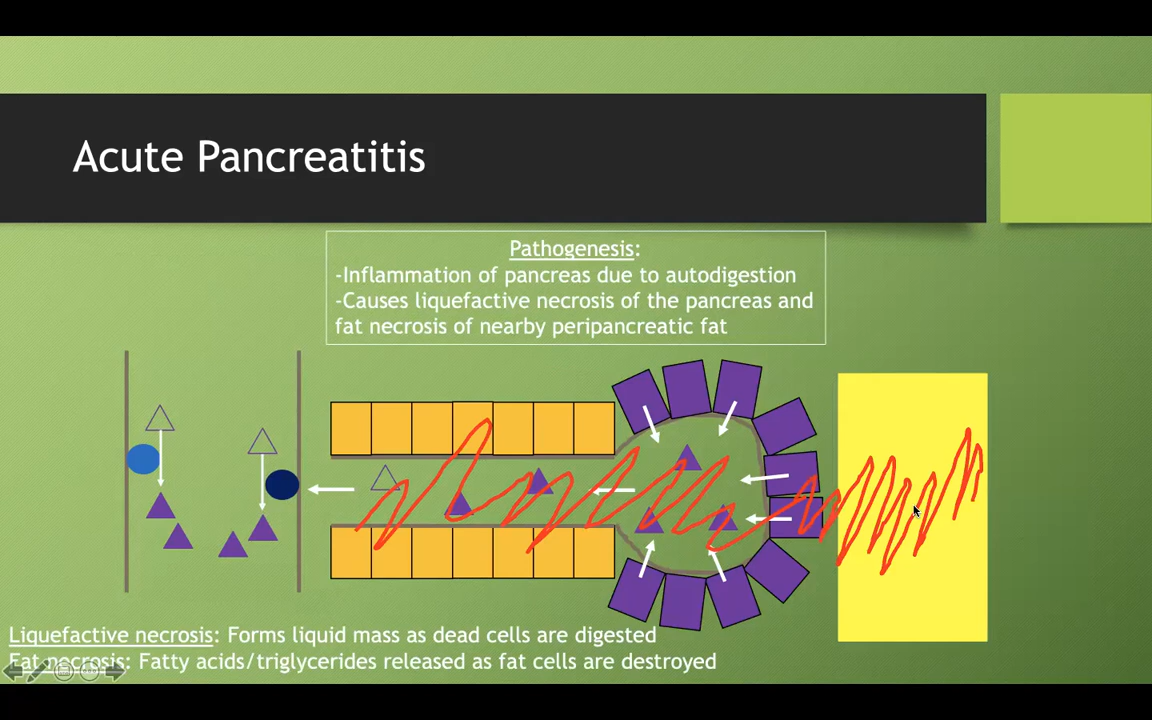 Acute Pancreatitis
Pathogenesis:
-Inflammation of pancreas due to autodigestion
-Causes liquefactive necrosis of the pancreas and
fat necrosis of nearby peripancreatic fat
Liquefactive necrosis: Forms liquid mass as dead cells are digested
Fat necrosis: Fatty acids/triglycerides released as fat cells are destroyed